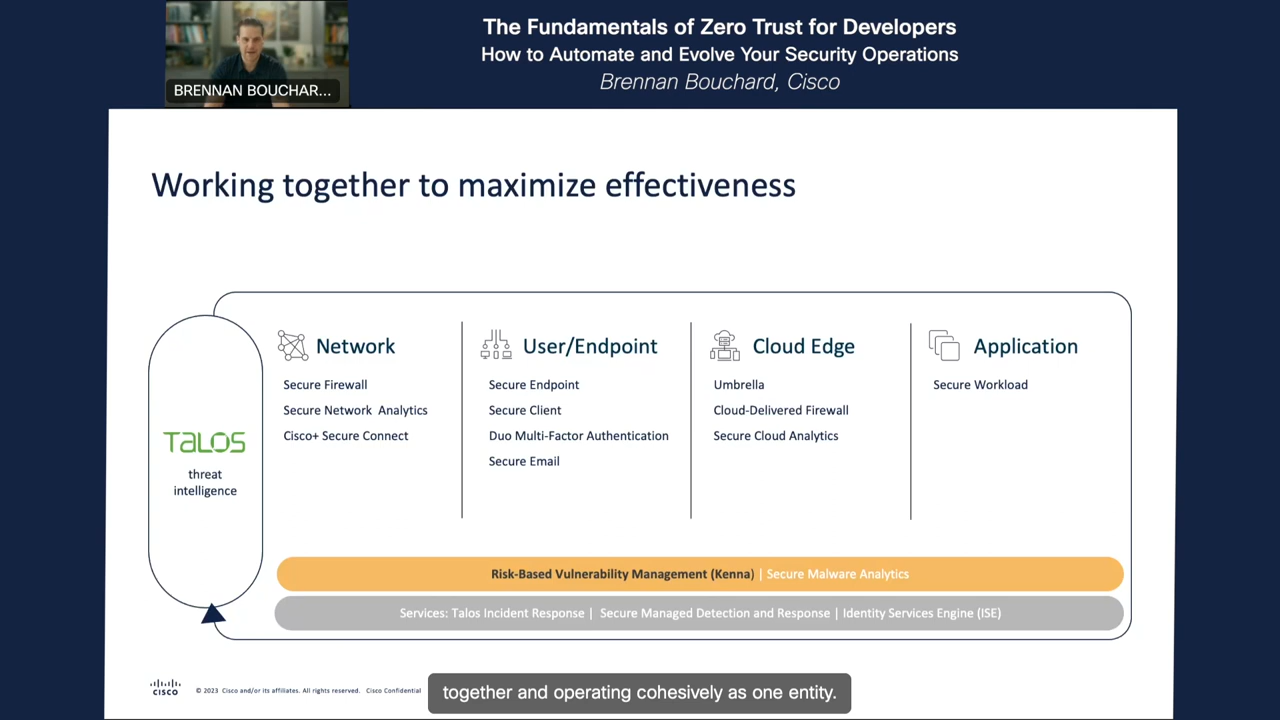 The Fundamentals of Zero Trust for Developers
How to Automate and Evolve Your Security Operations
Brennan Bouchard, Cisco
BRENNAN BOUCHAR...
Working together to maximize effectiveness
TALOS
threat
intelligence
Network
Secure Firewall
Secure Network Analytics
Cisco+ Secure Connect
User/Endpoint
Secure Endpoint
Secure Client
Duo Multi-Factor Authentication
Secure Email
Cloud Edge
Umbrella
Cloud-Delivered Firewall
Secure Cloud Analytics
Application
Secure Workload
Risk-Based Vulnerability Management (Kenna) | Secure Malware Analytics
Services: Talos Incident Response | Secure Managed Detection and Response | Identity Services Engine (ISE)
CISCO
© 2023 Cisco and/or its affiliates. All rights reserved. Cisco Confidential
together and operating cohesively as one entity.